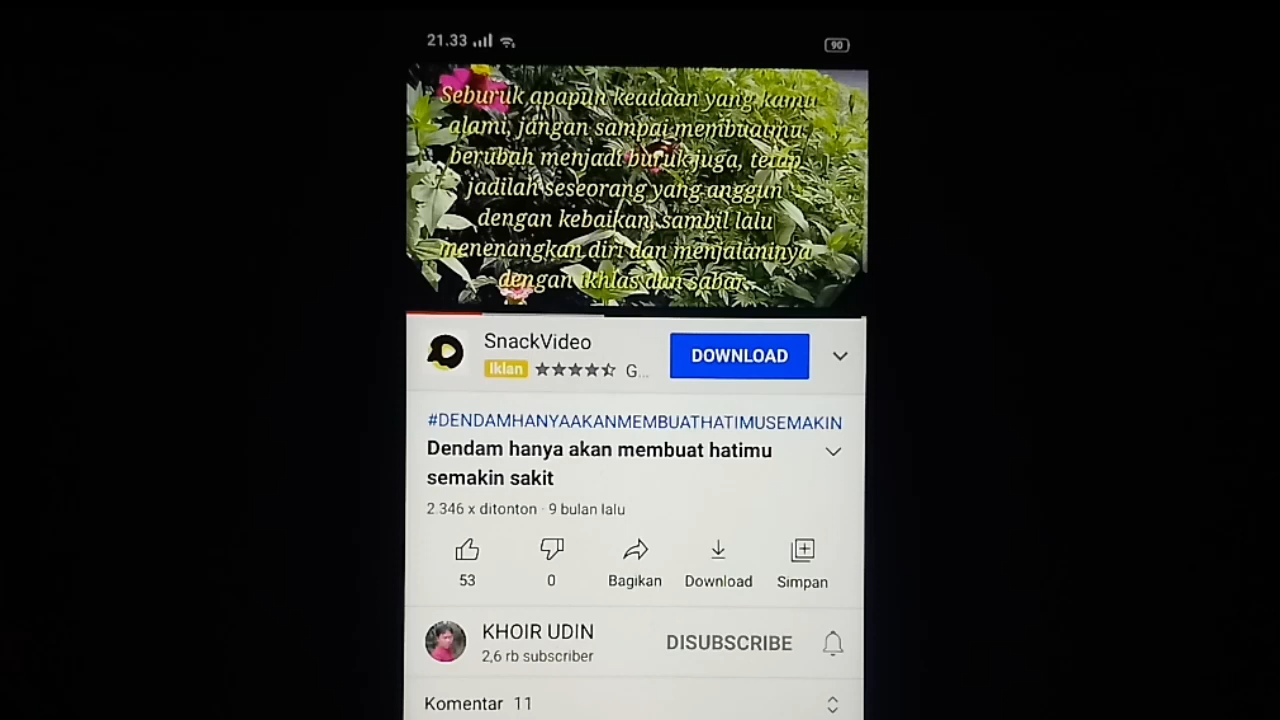 21.33
90
Seburuk apapun keadaan yang kamu
alami, jangan sampai membuatmu
berubah menjadi buruk juga, tetap
jadilah seseorang yang anggun
dengan kebaikan, sambil lalu
menenangkan diri dan menjalaninya
dengan ikhlas dan sabar.
SnackVideo
Iklan G...
DOWNLOAD
#DENDAMHANYAAKANMEMBUATHATIMUSEMAKIN
Dendam hanya akan membuat hatimu
semakin sakit
2.346 x ditonton · 9 bulan lalu
53
0
Bagikan
Download
Simpan
KHOIR UDIN
2,6 rb subscriber
DISUBSCRIBE
Komentar 11